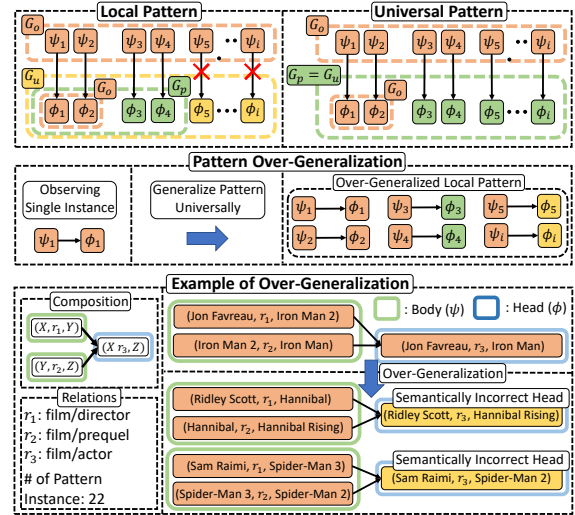 Local Pattern
Universal Pattern
G_o
ψ_1 ψ_2 ψ_3 ψ_4 ψ_5 .. ψ_i
G_u
G_o
G_p
ϕ_1 ϕ_2 ϕ_3 ϕ_4 ϕ_5 ... ϕ_i
G_o
ψ_1 ψ_2 ψ_3 ψ_4 ψ_5 .. ψ_i
G_p = G_u
G_o
ϕ_1 ϕ_2 ϕ_3 ϕ_4 ϕ_5 ... ϕ_i
Pattern Over-Generalization
Observing
Single Instance
ψ_1 ϕ_1
Generalize Pattern
Universally
Over-Generalized Local Pattern
ψ_1 ϕ_1 ψ_3 ϕ_3 ψ_5 ϕ_5
ψ_2 ϕ_2 ψ_4 ϕ_4 ψ_i ϕ_i
Example of Over-Generalization
Composition
(X, r_1, Y)
(X r_3, Z)
(Y, r_2, Z)
Relations
r_1: film/director
r_2: film/prequel
r_3: film/actor
# of Pattern
Instance: 22
(Jon Favreau, r_1, Iron Man 2)
(Iron Man 2, r_2, Iron Man)
: Body (ψ)
: Head (ϕ)
(Jon Favreau, r_3, Iron Man)
Over-Generalization
(Ridley Scott, r_1, Hannibal)
(Hannibal, r_2, Hannibal Rising)
Semantically Incorrect Head
(Ridley Scott, r_3, Hannibal Rising)
(Sam Raimi, r_1, Spider-Man 3)
(Spider-Man 3, r_2, Spider-Man 2)
Semantically Incorrect Head
(Sam Raimi, r_3, Spider-Man 2)